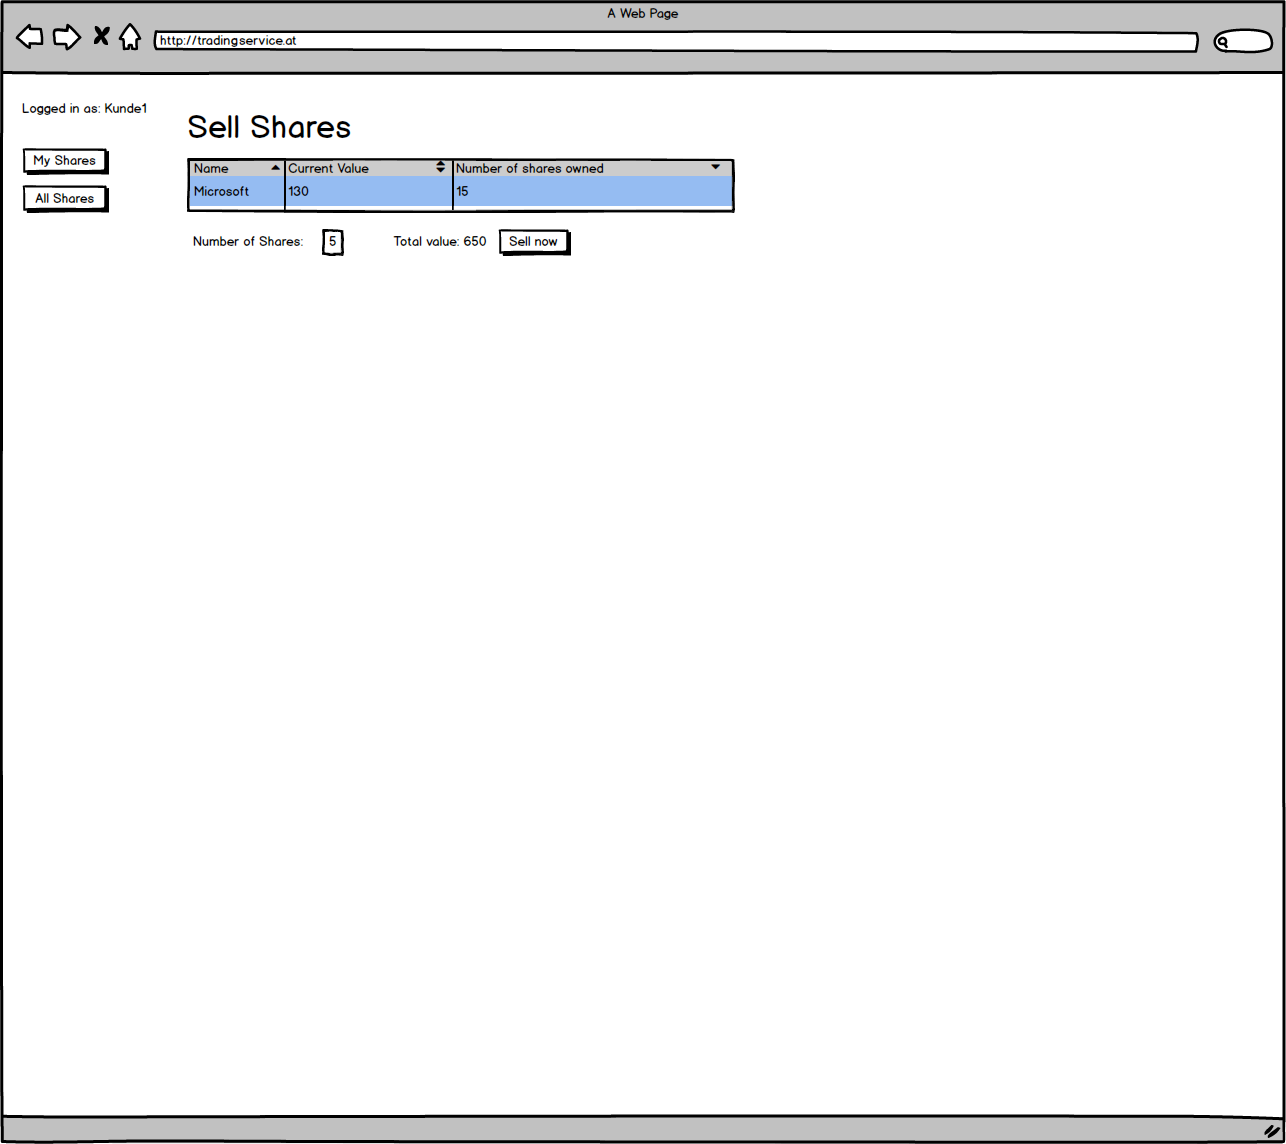 A Web Page
http://tradingservice.at
Logged in as: Kunde1
Sell Shares
My Shares
All Shares
Name Current Value Number of shares owned
Microsoft 130 15
Number of Shares: 5 Total value: 650 Sell now